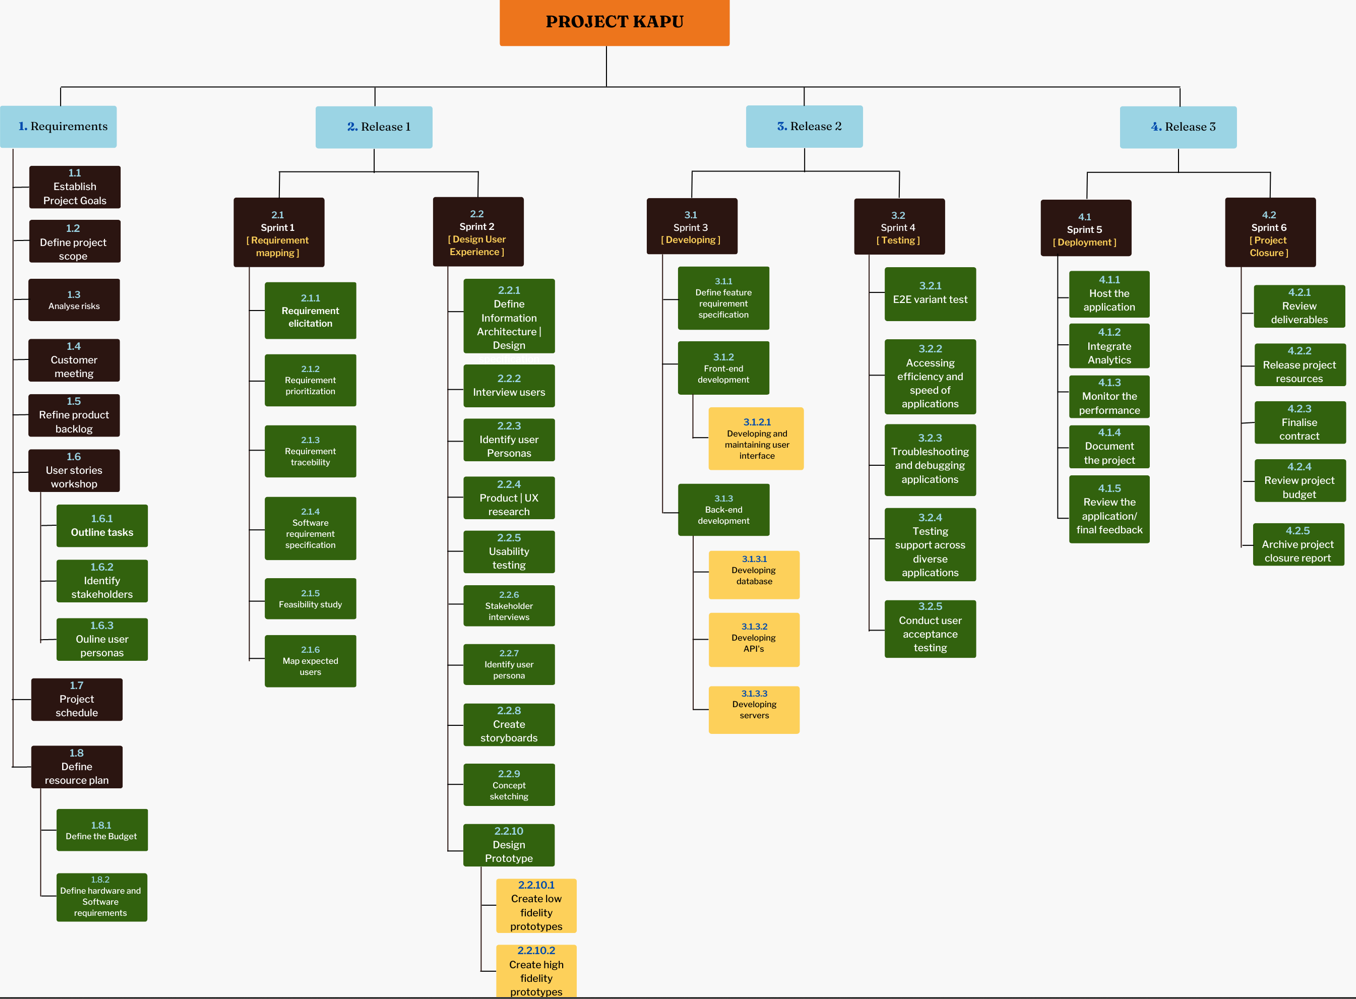 PROJECT KAPU
1. Requirements
1.1
Establish
Project Goals
1.2
Define project
scope
1.3
Analyse risks
1.4
Customer
meeting
1.5
Refine product
backlog
1.6
User stories
workshop
1.6.1
Outline tasks
1.6.2
Identify
stakeholders
1.6.3
Ouline user
personas
1.7
Project
schedule
1.8
Define
resource plan
1.8.1
Define the Budget
1.8.2
Define hardware and
Software
requirements
2. Release 1
2.1
Sprint 1
[ Requirement
mapping ]
2.1.1
Requirement
elicitation
2.1.2
Requirement
prioritization
2.1.3
Requirement
tracebility
2.1.4
Software
requirement
specification
2.1.5
Feasibility study
2.1.6
Map expected
users
2.2
Sprint 2
[ Design User
Experience ]
2.2.1
Define
Information
Architecture |
Design
2.2.2
Interview users
2.2.3
Identify user
Personas
2.2.4
Product | UX
research
2.2.5
Usability
testing
2.2.6
Stakeholder
interviews
2.2.7
Identify user
persona
2.2.8
Create
storyboards
2.2.9
Concept
sketching
2.2.10
Design
Prototype
2.2.10.1
Create low
fidelity
prototypes
2.2.10.2
Create high
fidelity
prototypes
3. Release 2
3.1
Sprint 3
[ Developing ]
3.1.1
Define feature
requirement
specification
3.1.2
Front-end
development
3.1.2.1
Developing and
maintaining user
interface
3.1.3
Back-end
development
3.1.3.1
Developing
database
3.1.3.2
Developing
API's
3.1.3.3
Developing
servers
3.2
Sprint 4
[ Testing ]
3.2.1
E2E variant test
3.2.2
Accessing
efficiency and
speed of
applications
3.2.3
Troubleshooting
and debugging
applications
3.2.4
Testing
support across
diverse
applications
3.2.5
Conduct user
acceptance
testing
4. Release 3
4.1
Sprint 5
[ Deployment ]
4.1.1
Host the
application
4.1.2
Integrate
Analytics
4.1.3
Monitor the
performance
4.1.4
Document
the project
4.1.5
Review the
application/
final feedback
4.2
Sprint 6
[ Project
Closure ]
4.2.1
Review
deliverables
4.2.2
Release project
resources
4.2.3
Finalise
contract
4.2.4
Review project
budget
4.2.5
Archive project
closure report